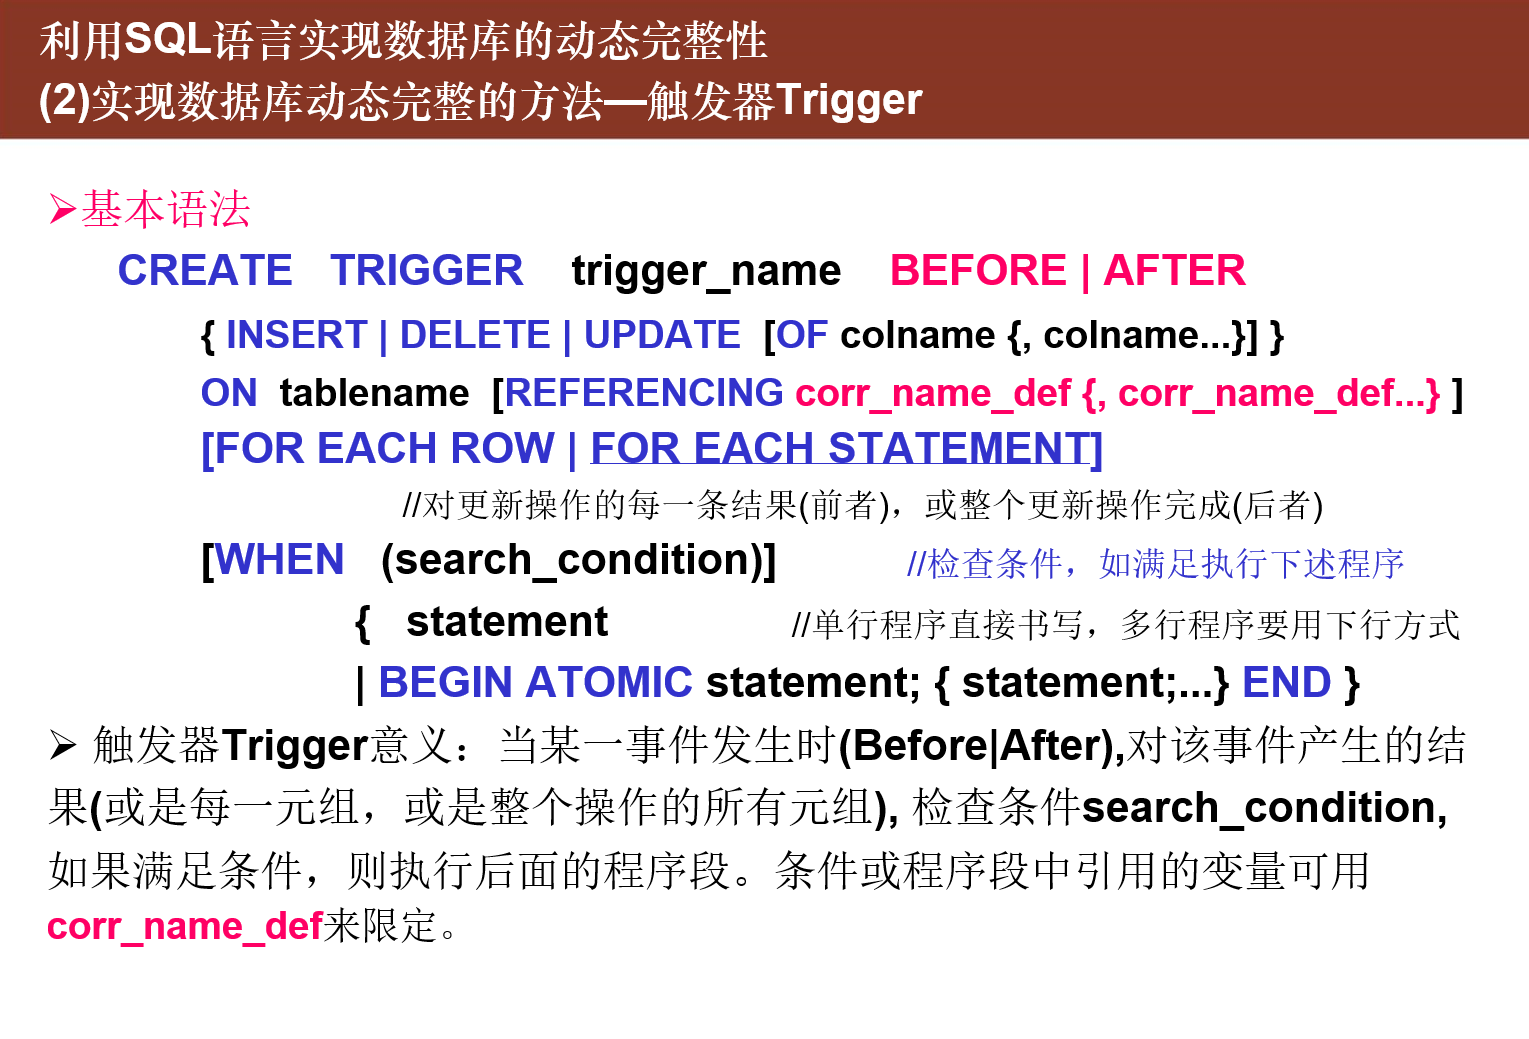 利用SQL语言实现数据库的动态完整性
(2)实现数据库动态完整的方法—触发器Trigger
➢基本语法
CREATE TRIGGER trigger_name BEFORE | AFTER
{ INSERT | DELETE | UPDATE [OF colname {, colname...}] }
ON tablename [REFERENCING corr_name_def {, corr_name_def...} ]
[FOR EACH ROW | FOR EACH STATEMENT]
//对更新操作的每一条结果(前者)，或整个更新操作完成(后者)
[WHEN (search_condition)] //检查条件，如满足执行下述程序
{ statement //单行程序直接书写，多行程序要用下行方式
| BEGIN ATOMIC statement; { statement;...} END }
➢ 触发器Trigger意义：当某一事件发生时(Before|After),对该事件产生的结
果(或是每一元组，或是整个操作的所有元组), 检查条件search_condition,
如果满足条件，则执行后面的程序段。条件或程序段中引用的变量可用
corr_name_def来限定。